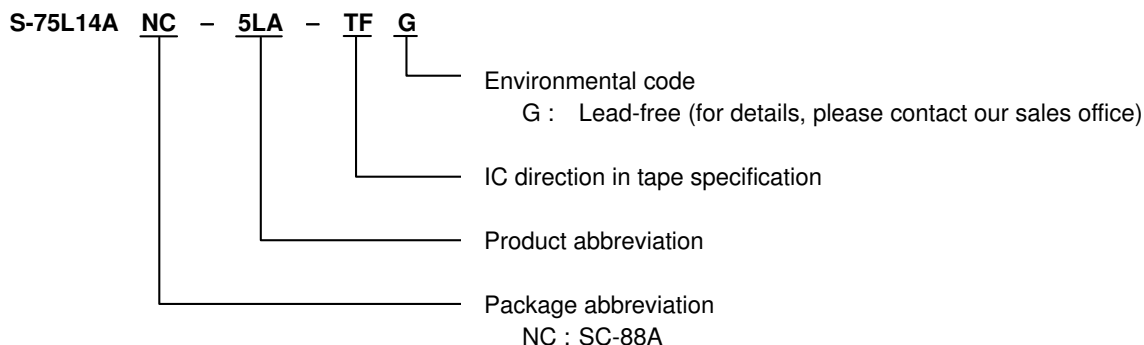 S-75L14A NC – 5LA – TF G
Environmental code
G : Lead-free (for details, please contact our sales office)
IC direction in tape specification
Product abbreviation
Package abbreviation
NC : SC-88A